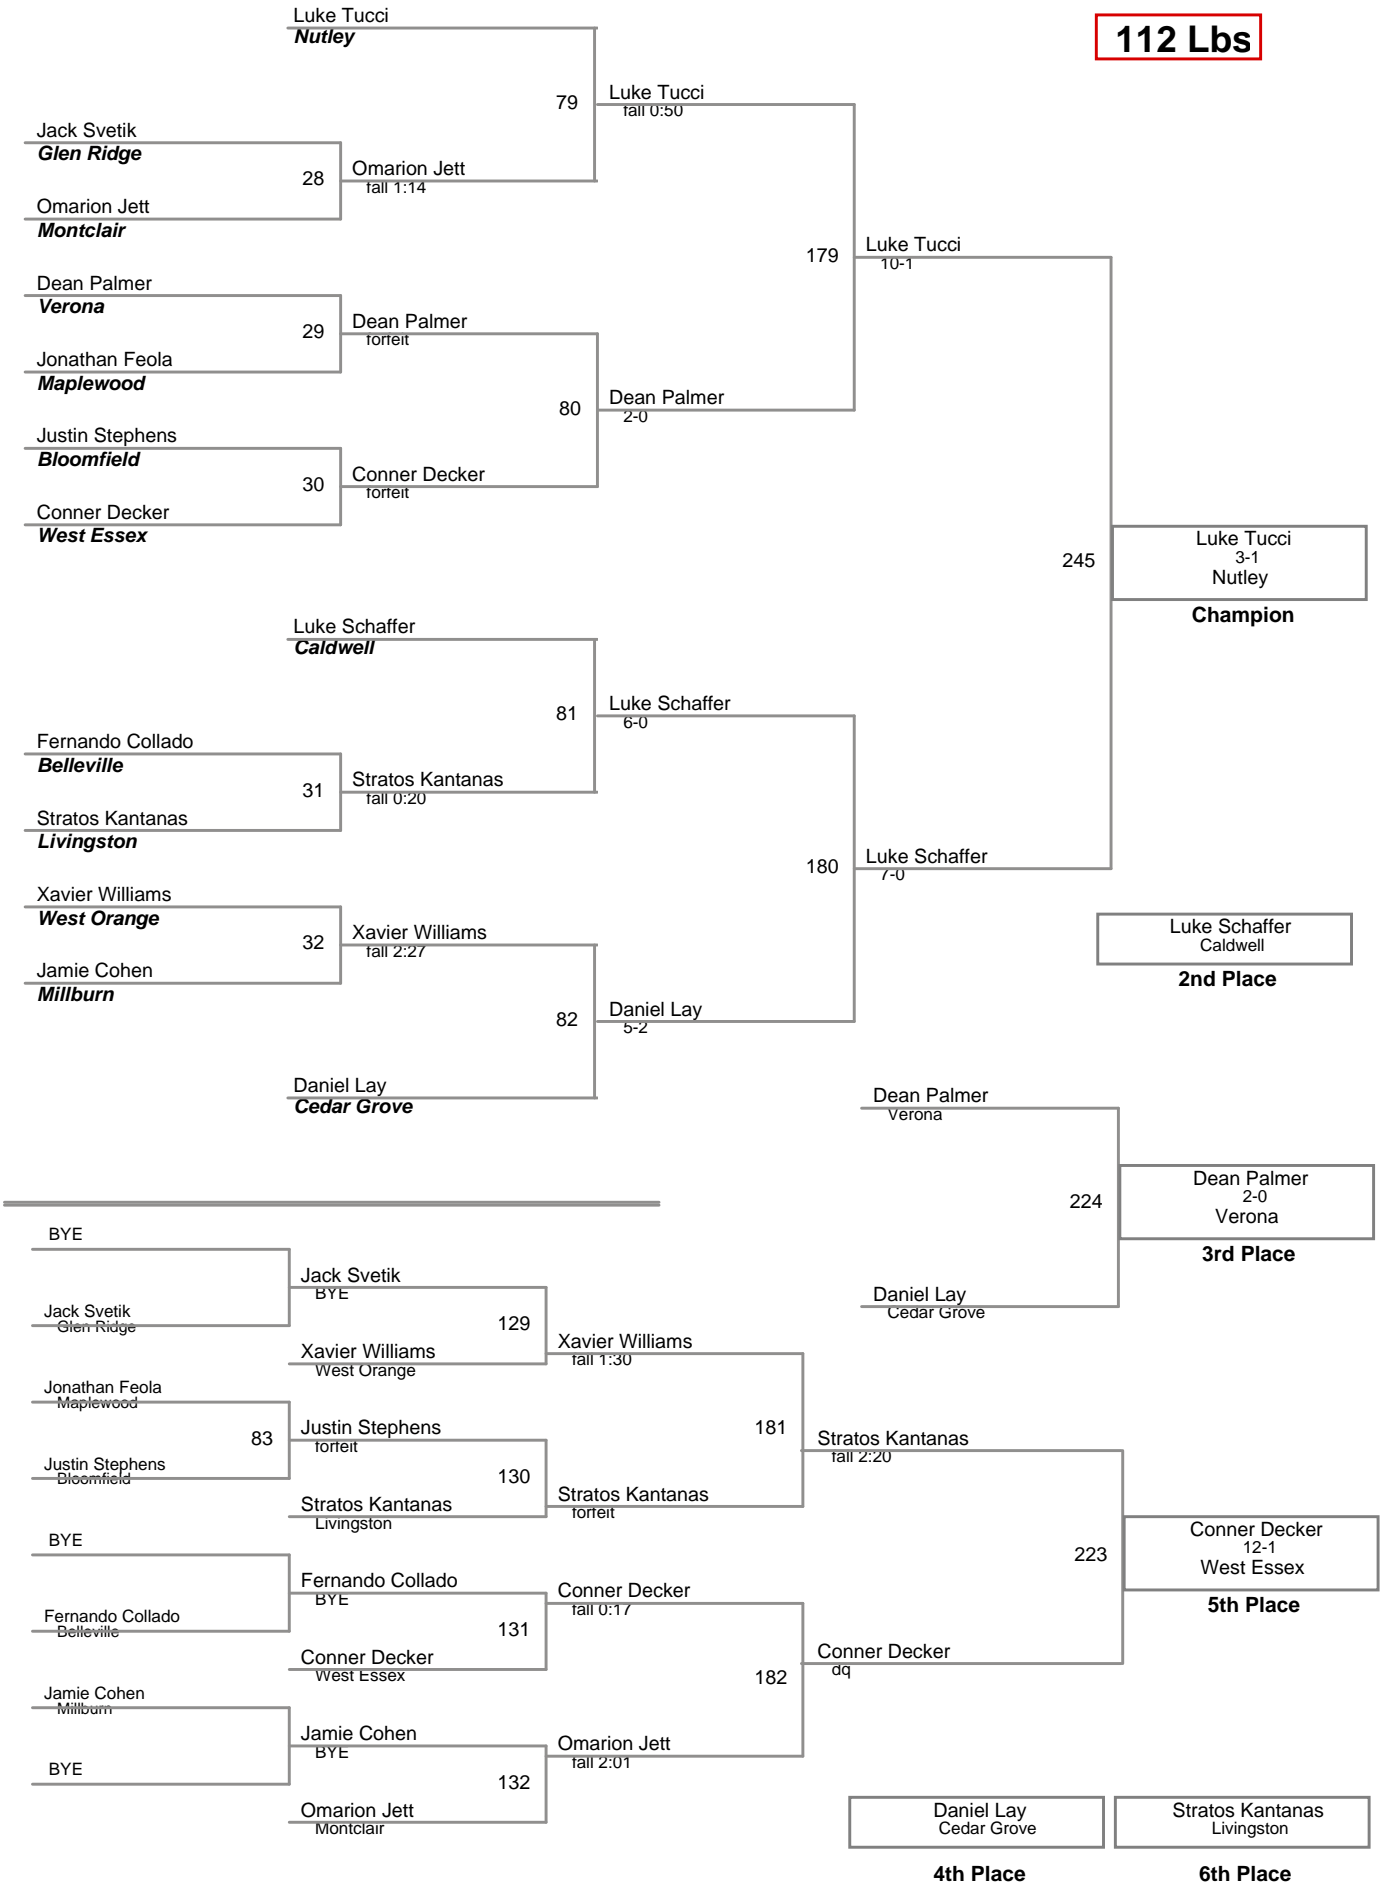 112 Lbs
Luke Tucci
Nutley
79
Luke Tucci
fall 0:50
Jack Svetik
Glen Ridge
28
Omarion Jett
fall 1:14
Omarion Jett
Montclair
179
Luke Tucci
10-1
Dean Palmer
Verona
29
Dean Palmer
forfeit
Jonathan Feola
Maplewood
80
Dean Palmer
2-0
Justin Stephens
Bloomfield
30
Conner Decker
forfeit
Conner Decker
West Essex
245
Luke Tucci
3-1
Nutley
Champion
Luke Schaffer
Caldwell
81
Luke Schaffer
6-0
Fernando Collado
Belleville
31
Stratos Kantanas
fall 0:20
Stratos Kantanas
Livingston
180
Luke Schaffer
7-0
Xavier Williams
West Orange
32
Xavier Williams
fall 2:27
Jamie Cohen
Millburn
82
Daniel Lay
5-2
Daniel Lay
Cedar Grove
Luke Schaffer
Caldwell
2nd Place
Dean Palmer
Verona
224
Dean Palmer
2-0
Verona
3rd Place
Daniel Lay
Cedar Grove
BYE
Jack Svetik
BYE
Jack Svetik
Glen Ridge
129
Xavier Williams
fall 1:30
Xavier Williams
West Orange
Jonathan Feola
Maplewood
83
Justin Stephens
forfeit
Justin Stephens
Bloomfield
130
Stratos Kantanas
forfeit
Stratos Kantanas
Livingston
181
Stratos Kantanas
fall 2:20
BYE
Fernando Collado
BYE
Fernando Collado
Belleville
131
Conner Decker
fall 0:17
Conner Decker
West Essex
182
Conner Decker
dq
Jamie Cohen
Millburn
Jamie Cohen
BYE
BYE
132
Omarion Jett
fall 2:01
Omarion Jett
Montclair
223
Conner Decker
12-1
West Essex
5th Place
Daniel Lay
Cedar Grove
4th Place
Stratos Kantanas
Livingston
6th Place